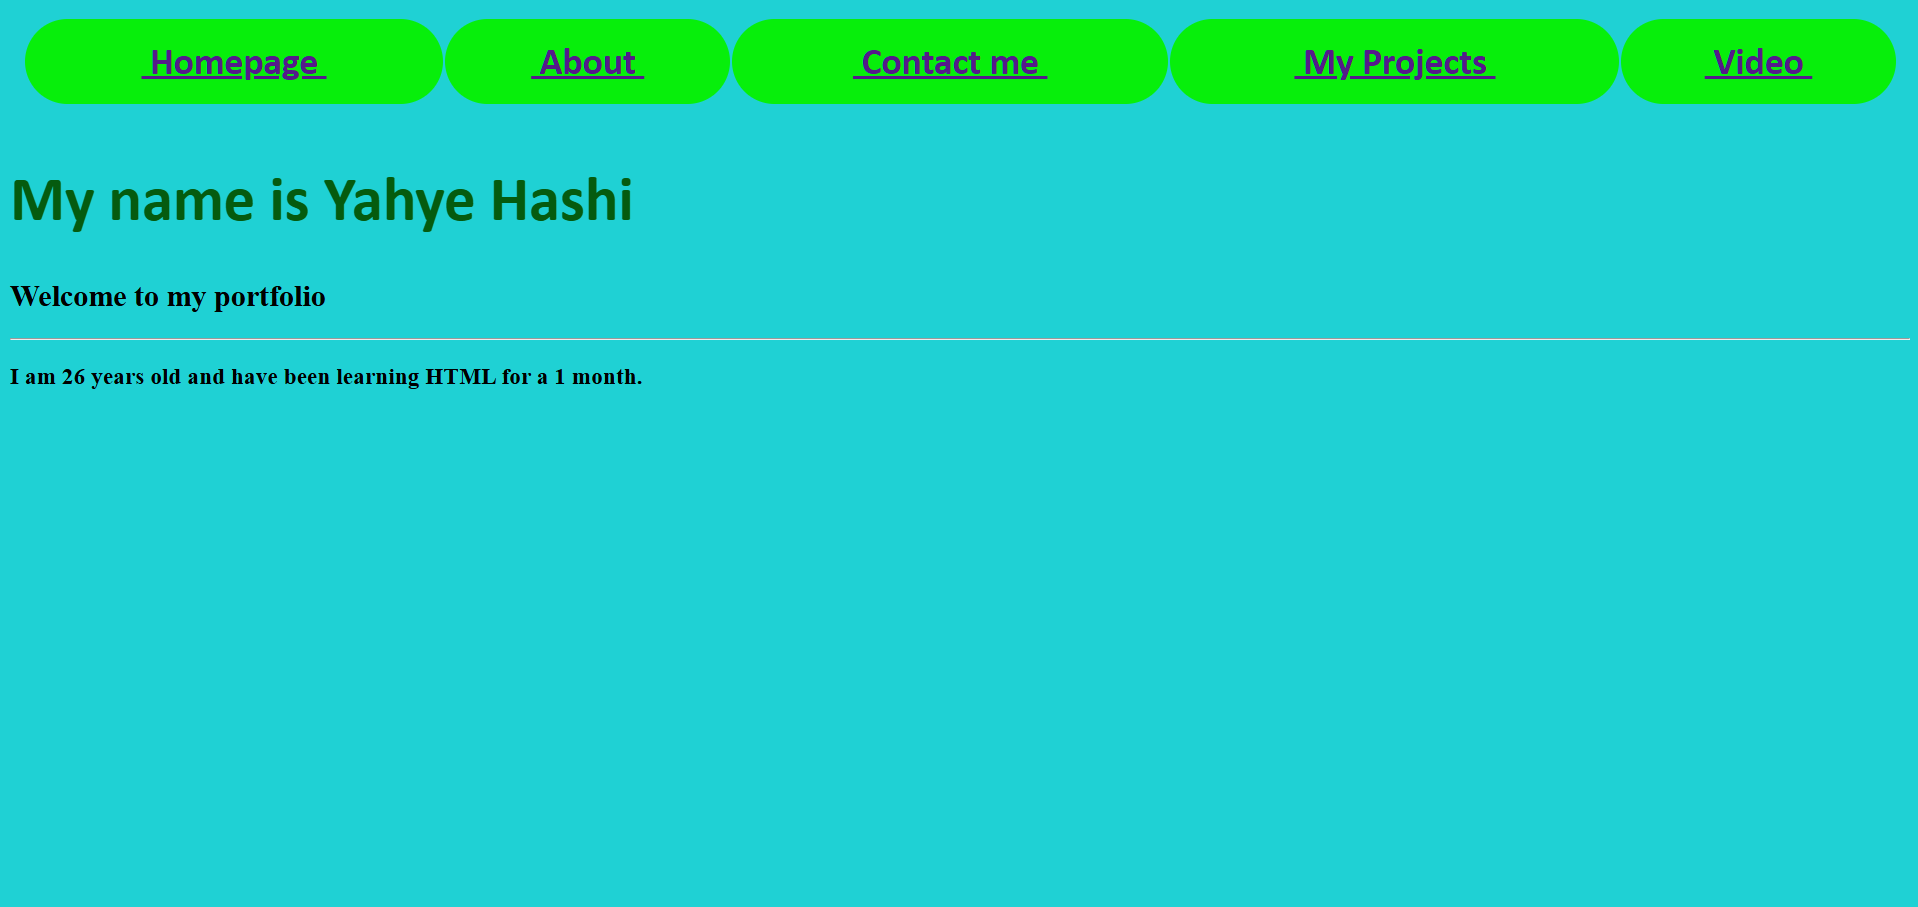 Homepage About Contact me My Projects Video
My name is Yahye Hashi
Welcome to my portfolio
I am 26 years old and have been learning HTML for a 1 month.